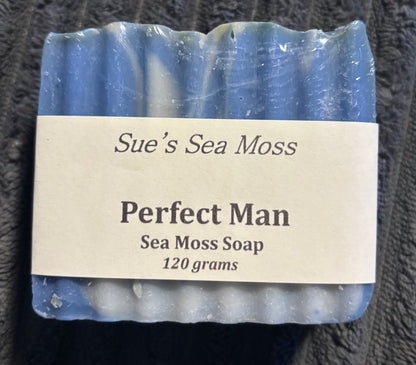 Sue's Sea Moss
Perfect Man
Sea Moss Soap
120 grams